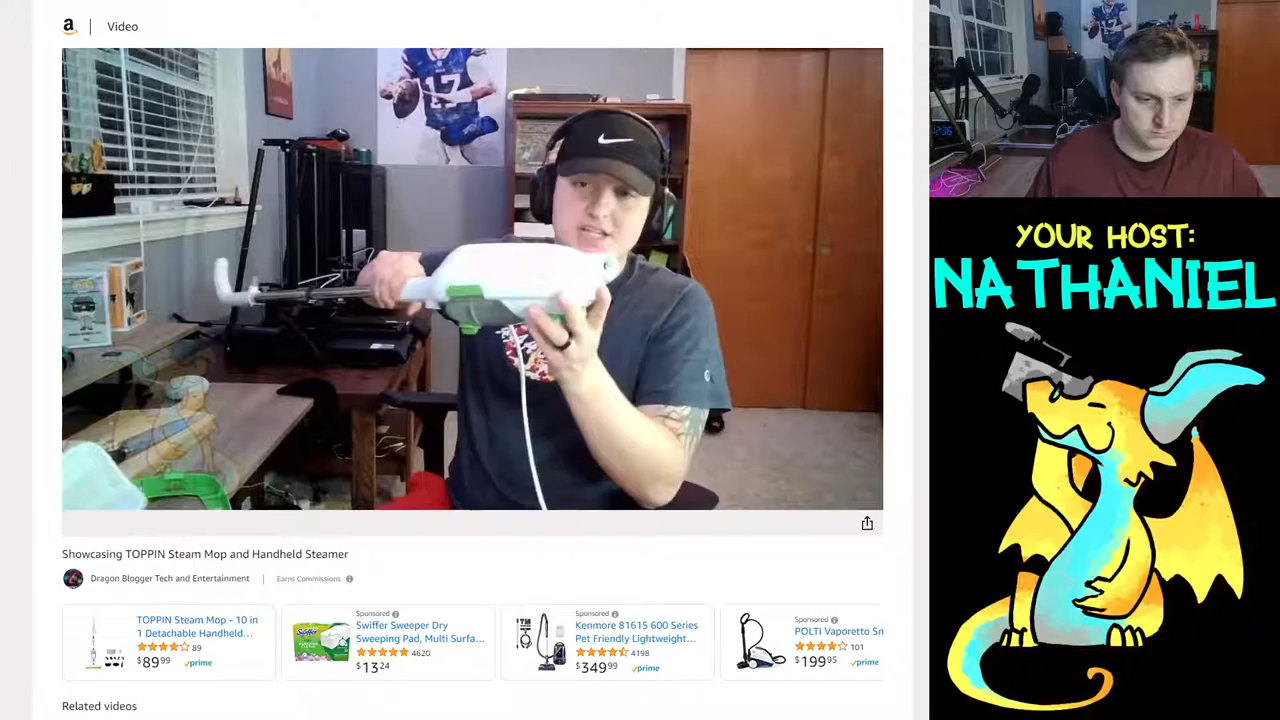 a
Video
17
12:36
YOUR HOST:
NATHANIEL
Showcasing TOPPIN Steam Mop and Handheld Steamer
Dragon Blogger Tech and Entertainment
Earns Commissions
TOPPIN Steam Mop - 10 in
1 Detachable Handheld...
89
$89.99
prime
Sponsored
Swiffer Sweeper Dry
Sweeping Pad, Multi Surfa...
4620
$13.24
Sponsored
Kenmore 81615 600 Series
Pet Friendly Lightweight...
4198
$349.99
prime
Sponsored
POLTI Vaporetto Sn
101
$199.95
prime
Related videos